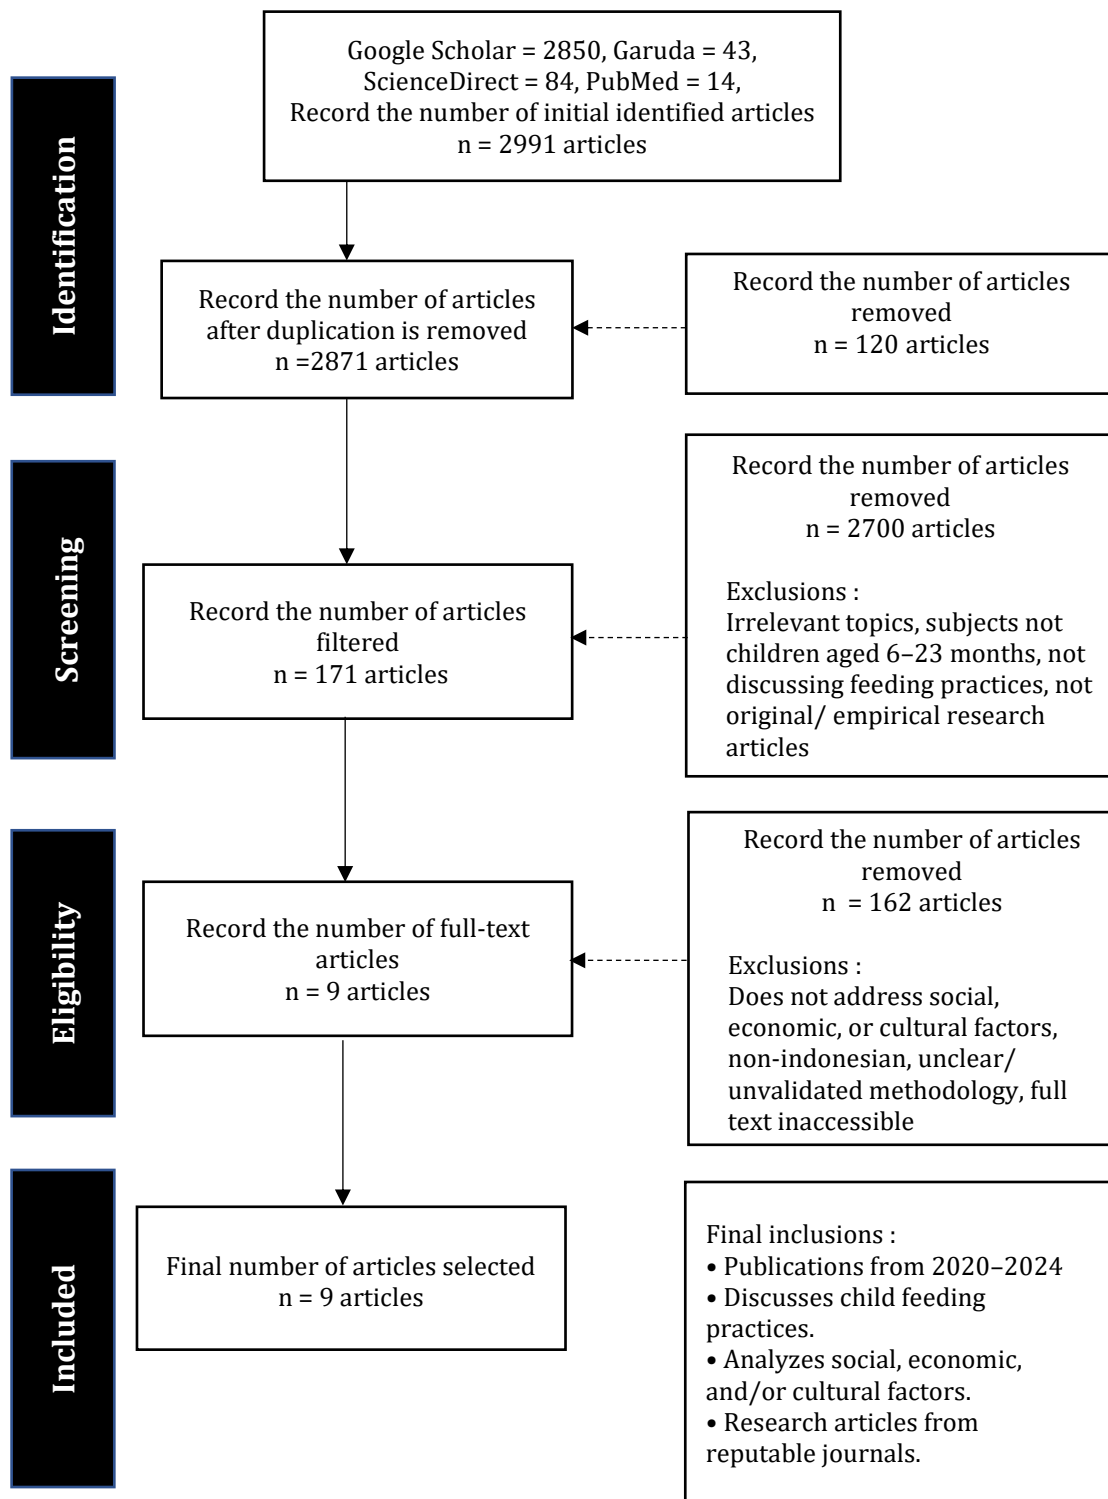 Google Scholar = 2850, Garuda = 43,
ScienceDirect = 84, PubMed = 14,
Record the number of initial identified articles
n = 2991 articles
Identification
Record the number of articles
after duplication is removed
n =2871 articles
Record the number of articles
removed
n = 120 articles
Screening
Record the number of articles
filtered
n = 171 articles
Record the number of articles
removed
n = 2700 articles
Exclusions :
Irrelevant topics, subjects not
children aged 6–23 months, not
discussing feeding practices, not
original/ empirical research
articles
Eligibility
Record the number of full-text
articles
n = 9 articles
Record the number of articles
removed
n = 162 articles
Exclusions :
Does not address social,
economic, or cultural factors,
non-indonesian, unclear/
unvalidated methodology, full
text inaccessible
Included
Final number of articles selected
n = 9 articles
Final inclusions :
• Publications from 2020–2024
• Discusses child feeding
practices.
• Analyzes social, economic,
and/or cultural factors.
• Research articles from
reputable journals.